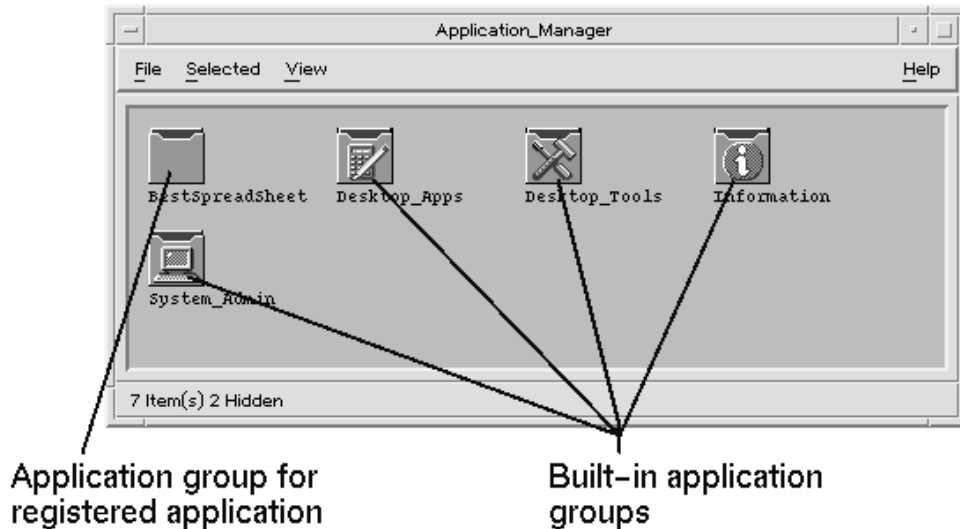 Application_Manager
File Selected View Help
BestSpreadSheet Desktop_Apps Desktop_Tools Information
System_Admin
7 Item(s) 2 Hidden
Application group for
registered application
Built-in application
groups